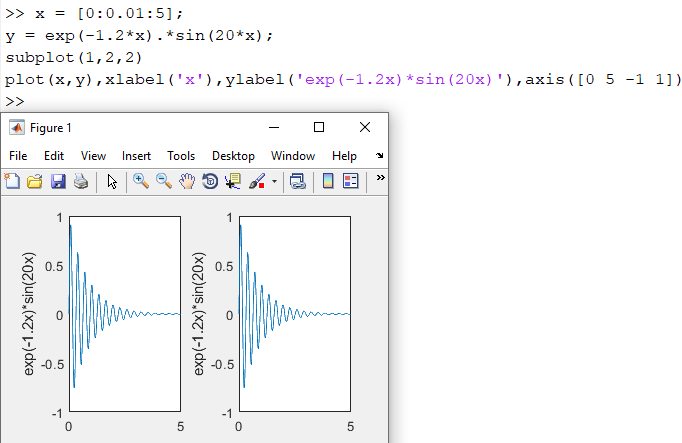 >> x = [0:0.01:5];
y = exp(-1.2*x).*sin(20*x);
subplot(1,2,2)
plot(x,y),xlabel('x'),ylabel('exp(-1.2x)*sin(20x)'),axis([0 5 -1 1])
>>
Figure 1
File Edit View Insert Tools Desktop Window Help
1
0.5
0
-0.5
-1
0 5
exp(-1.2x)*sin(20x)
1
0.5
0
-0.5
-1
0 5
exp(-1.2x)*sin(20x)